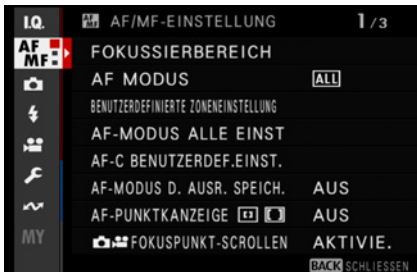 I.Q.
AF/MF-EINSTELLUNG 1/3
AF MF
FOKUSSIERBEREICH
AF MODUS ALL
BENUTZERDEFINIERTE ZONENEINSTELLUNG
AF-MODUS ALLE EINST
AF-C BENUTZERDEF.EINST.
AF-MODUS D. AUSR. SPEICH. AUS
AF-PUNKTKANZEIGE AUS
FOKUSPUNKT-SCROLLEN AKTIVIE.
MY
BACK SCHLIESSEN